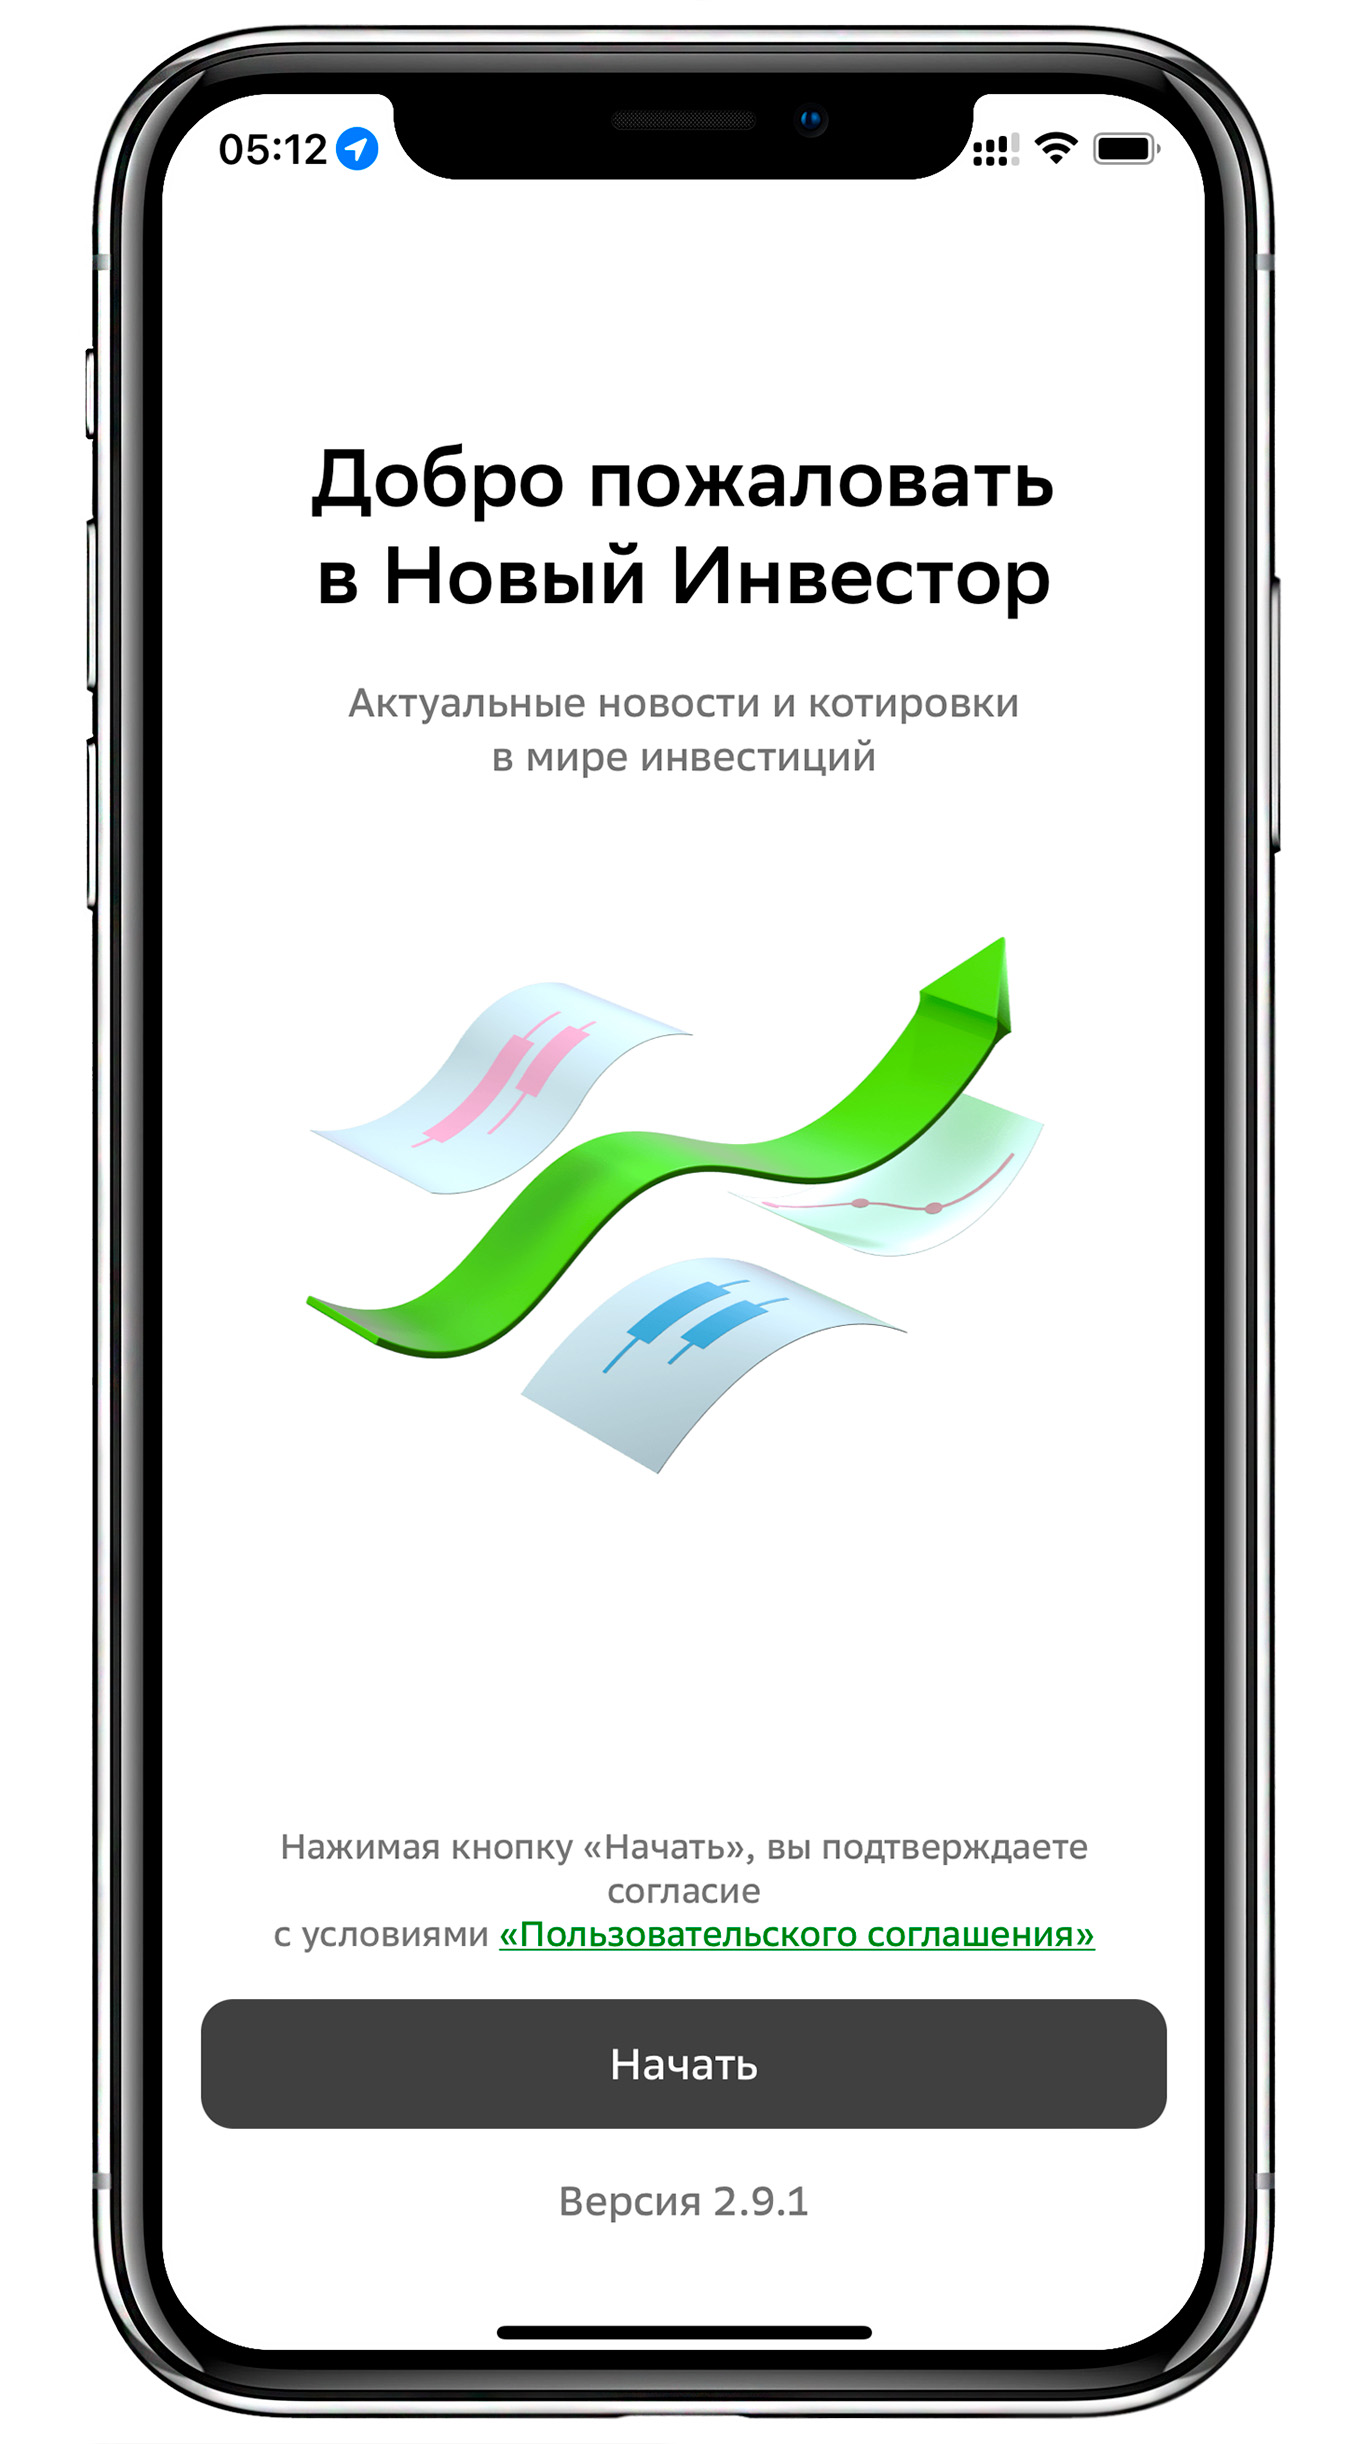 05:12
Добро пожаловать
в Новый Инвестор
Актуальные новости и котировки
в мире инвестиций
Нажимая кнопку «Начать», вы подтверждаете
согласие
с условиями «Пользовательского соглашения»
Начать
Версия 2.9.1